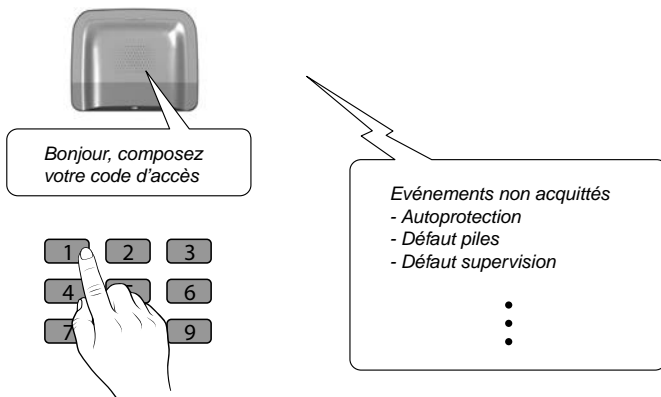 Bonjour, composez
votre code d'accès
Evénements non acquittés
- Autoprotection
- Défaut piles
- Défaut supervision
1 2 3
4 6
7 9